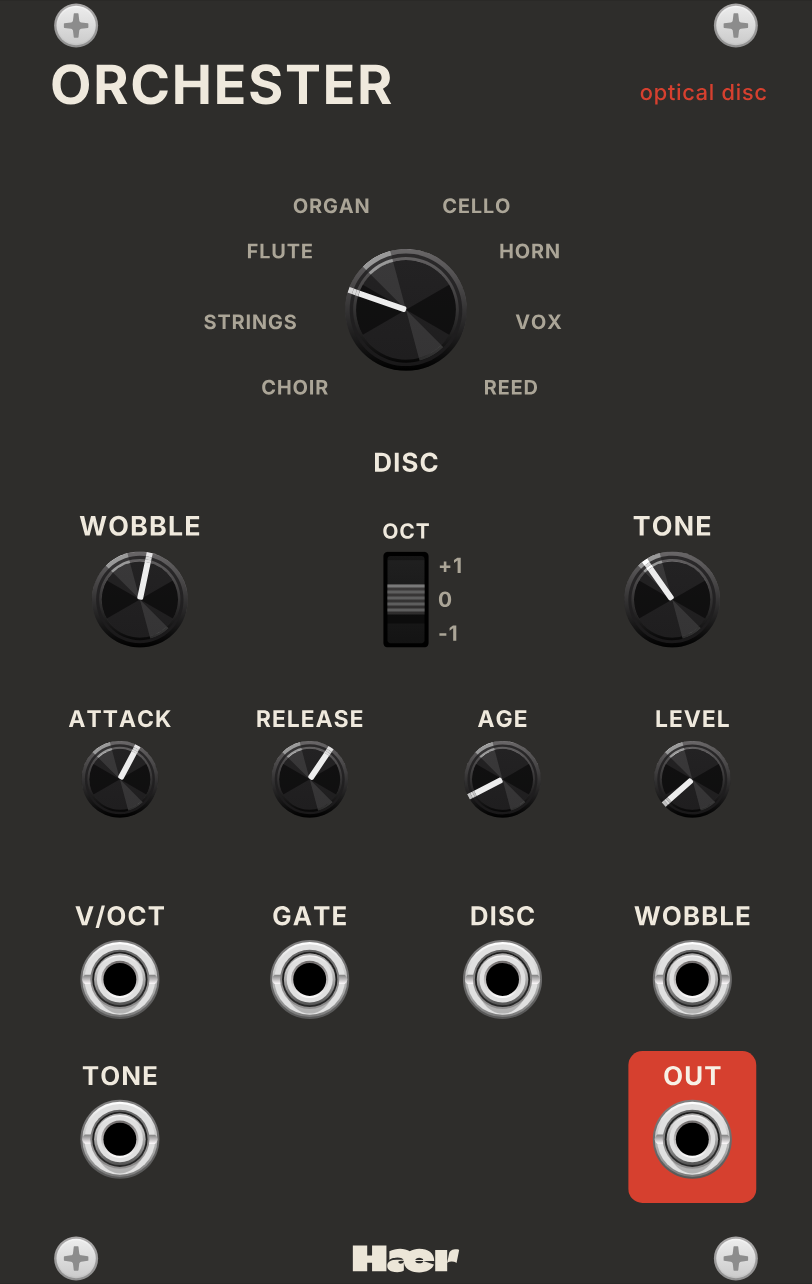 ORCHESTER
optical disc
ORGAN CELLO
FLUTE HORN
STRINGS VOX
CHOIR REED
DISC
WOBBLE OCT TONE
+1
0
-1
ATTACK RELEASE AGE LEVEL
V/OCT GATE DISC WOBBLE
TONE OUT
Hær